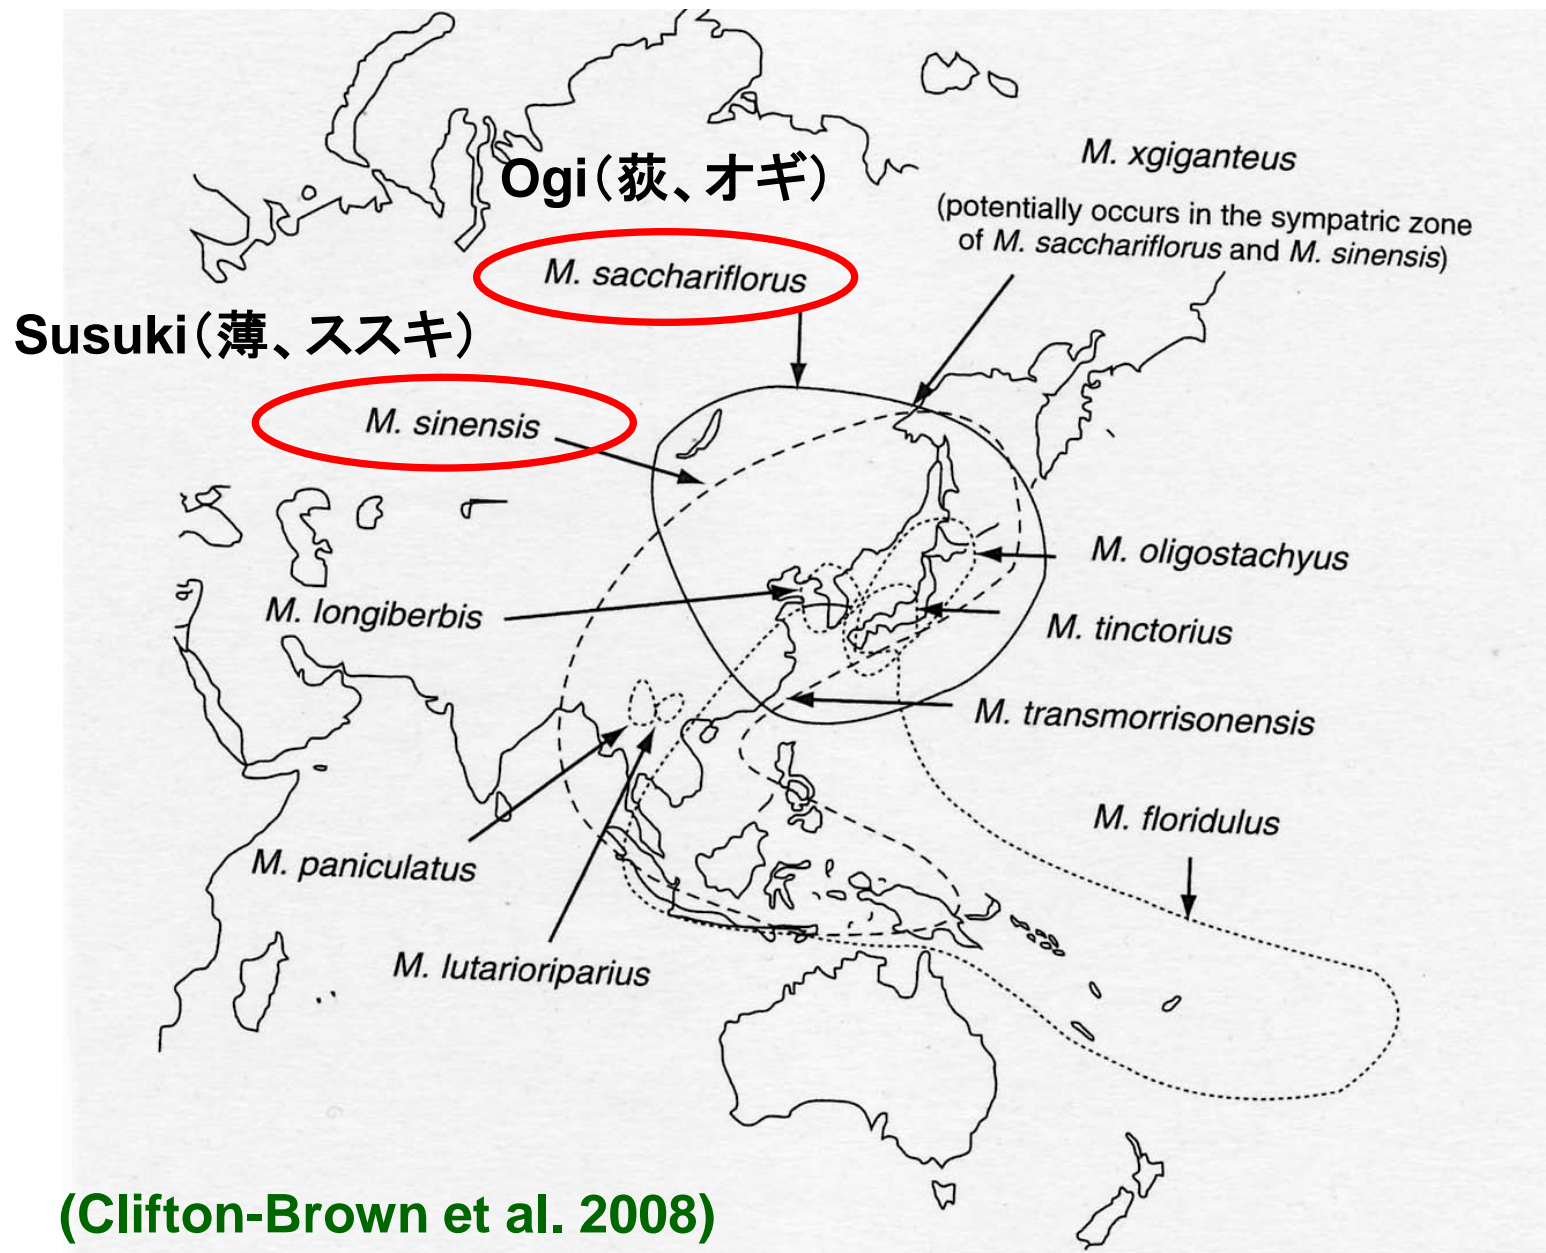 M. xgiganteus
(potentially occurs in the sympatric zone
of M. sacchariflorus and M. sinensis)
Ogi（荻、オギ）
M. sacchariflorus
Susuki（薄、ススキ）
M. sinensis
M. oligostachyus
M. longiberbis
M. tinctorius
M. transmorrisonensis
M. floridulus
M. paniculatus
M. lutarioriparius
(Clifton-Brown et al. 2008)